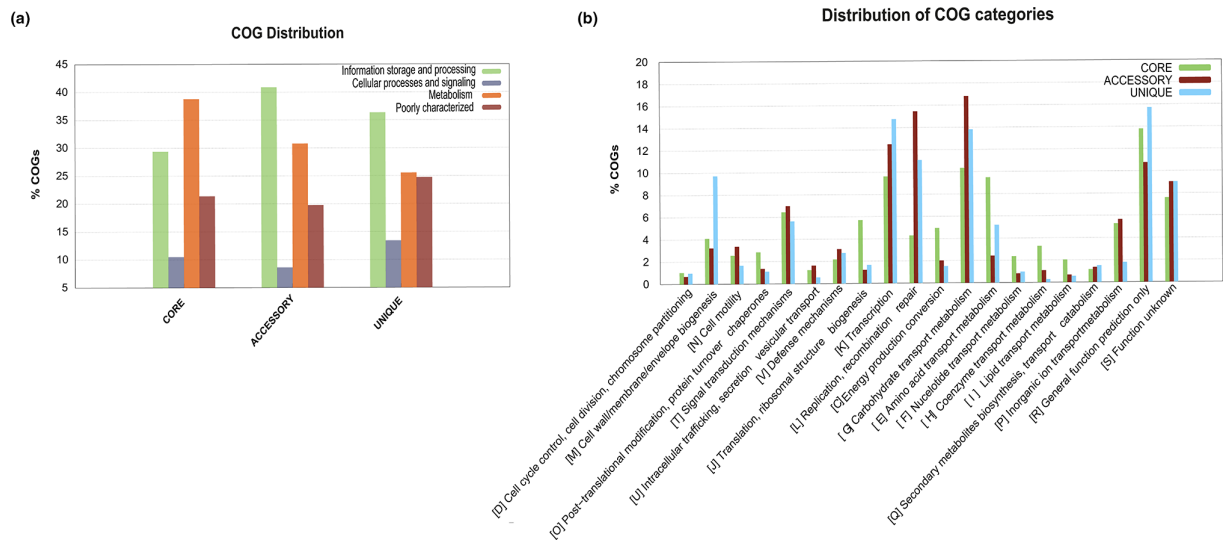 (a)
COG Distribution
45
40
35
30
25
20
15
10
5
% COGs
Information storage and processing
Cellular processes and signaling
Metabolism
Poorly characterized
CORE
ACCESSORY
UNIQUE
(b)
Distribution of COG categories
20
18
16
14
12
10
8
6
4
2
0
% COGs
CORE
ACCESSORY
UNIQUE
[D] Cell cycle control, cell division, chromosome partitioning
[M] Cell wall/membrane/envelope biogenesis
[N] Cell motility
[O] Post-translational modification, protein turnover chaperones
[T] Signal transduction mechanisms
[U] Intracellular trafficking, secretion vesicular transport
[V] Defense mechanisms
[J] Translation, ribosomal structure biogenesis
[K] Transcription
[L] Replication, recombination repair
[C]Energy production conversion
[G] Carbohydrate transport metabolism
[ E] Amino acid transport metabolism
[ F] Nucelotide transport metabolism
[ H] Coenzyme transport metabolism
[ I ] Lipid transport metabolism
[Q] Secondary metabolites biosynthesis, transport catabolism
[P] Inorganic ion transportmetabolism
[R] General function prediction only
[S] Function unknown